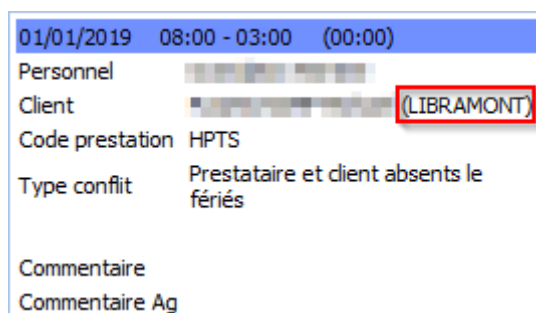 01/01/2019 08:00 - 03:00 (00:00)
Personnel
Client (LIBRAMONT)
Code prestation HPTS
Type conflit Prestataire et client absents le
fériés
Commentaire
Commentaire Ag